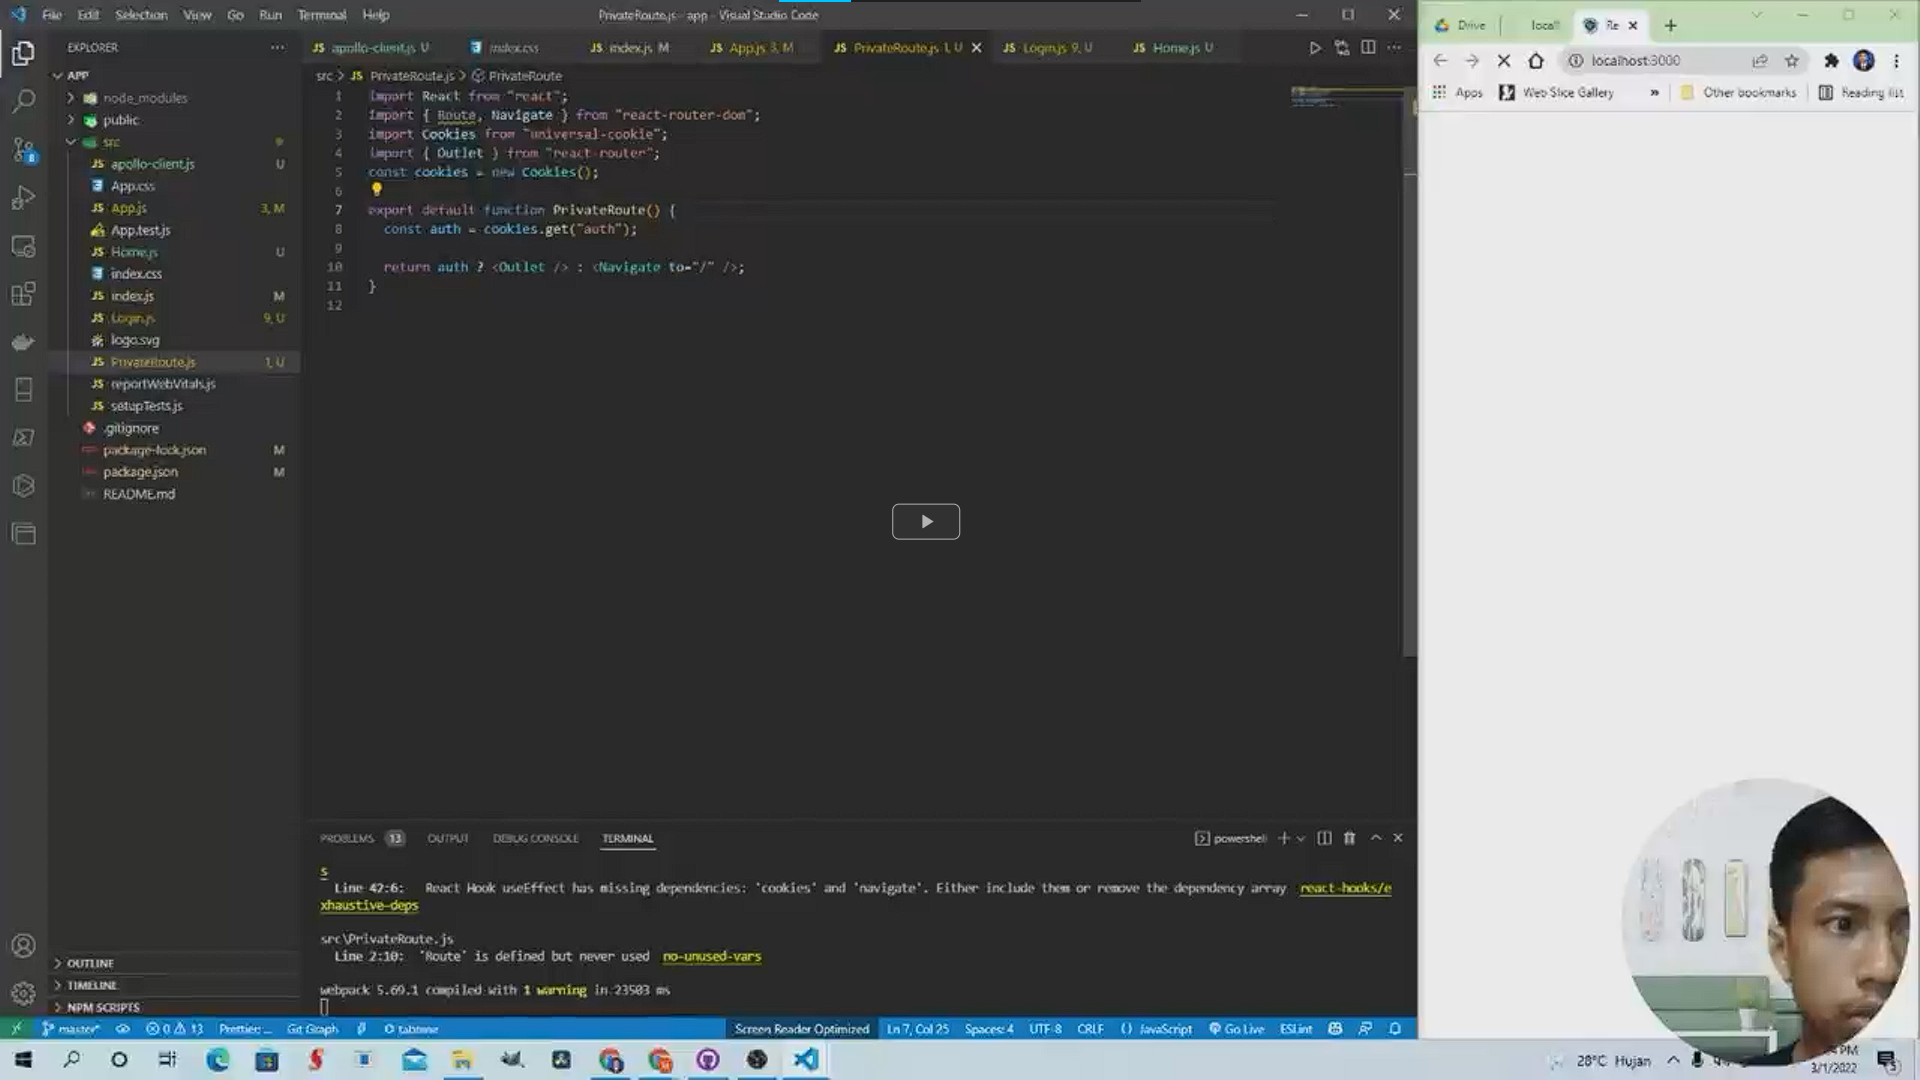 File Edit Selection View Go Run Terminal Help
PrivateRoute.js - app - Visual Studio Code
EXPLORER
APP
node_modules
public
src
apollo-client.js U
App.css
App.js 3, M
App.test.js
Home.js U
index.css
index.js M
Login.js 9, U
logo.svg
PrivateRoute.js 1, U
reportWebVitals.js
setupTests.js
.gitignore
package-lock.json M
package.json M
README.md
OUTLINE
TIMELINE
NPM SCRIPTS
apollo-client.js U
index.css
index.js M
App.js 3, M
PrivateRoute.js 1, U
Login.js 9, U
Home.js U
src > JS PrivateRoute.js > PrivateRoute
1 import React from "react";
2 import { Route, Navigate } from "react-router-dom";
3 import Cookies from "universal-cookie";
4 import { Outlet } from "react-router";
5 const cookies = new Cookies();
6
7 export default function PrivateRoute() {
8 const auth = cookies.get("auth");
9
10 return auth ? <Outlet /> : <Navigate to="/" />;
11 }
12
PROBLEMS 13 OUTPUT DEBUG CONSOLE TERMINAL
powershell
s
Line 42:6: React Hook useEffect has missing dependencies: 'cookies' and 'navigate'. Either include them or remove the dependency array react-hooks/e
xhaustive-deps
src\PrivateRoute.js
Line 2:10: 'Route' is defined but never used no-unused-vars
webpack 5.69.1 compiled with 1 warning in 23503 ms
master* 0 13 Prettier: ... Git Graph tabnine
Screen Reader Optimized Ln 7, Col 25 Spaces: 4 UTF-8 CRLF {} JavaScript Go Live ESLint
Drive
localh
Re
localhost:3000
Apps Web Slice Gallery » Other bookmarks Reading list
28°C Hujan
PM
3/1/2022